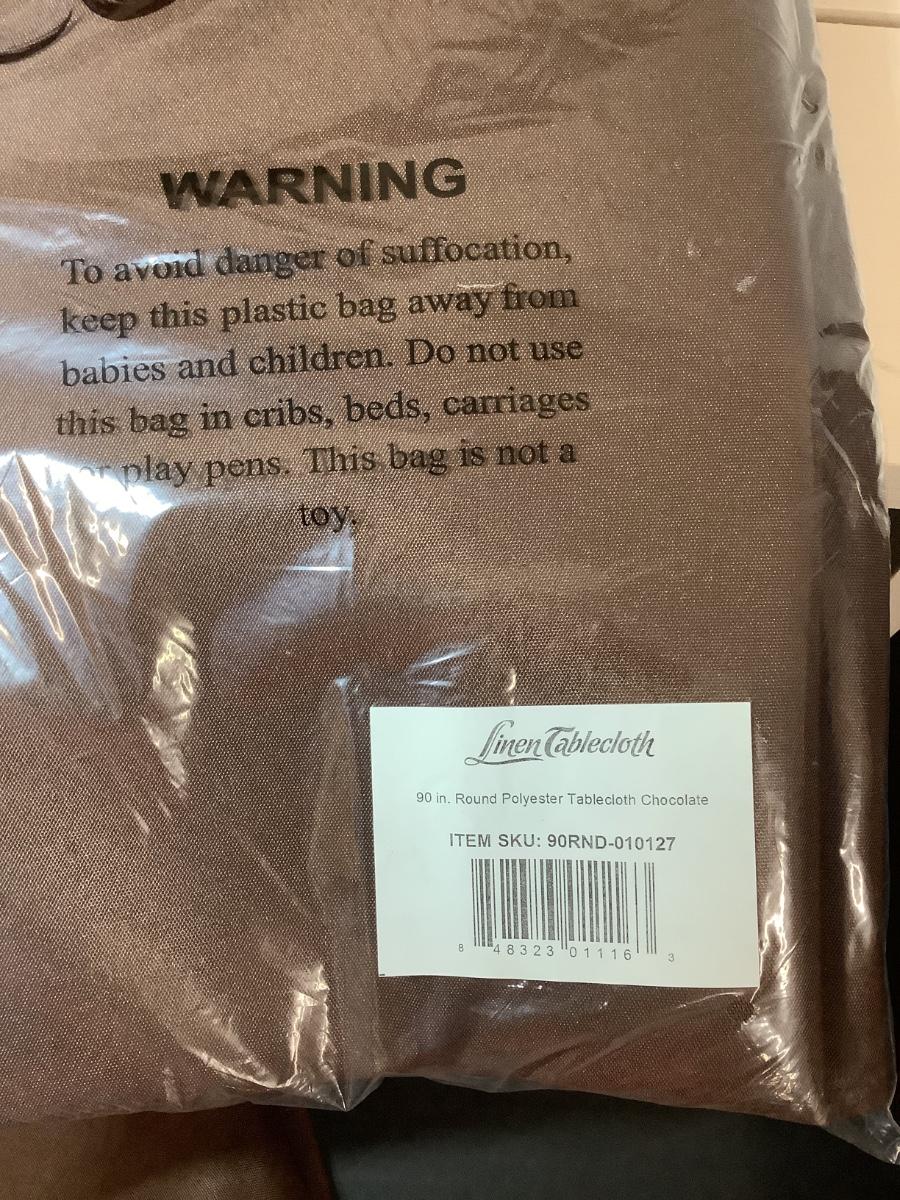 WARNING
To avoid danger of suffocation,
keep this plastic bag away from
babies and children. Do not use
this bag in cribs, beds, carriages
or play pens. This bag is not a
toy.
Linen Tablecloth
90 in. Round Polyester Tablecloth Chocolate
ITEM SKU: 90RND-010127
8 48323 01116 3